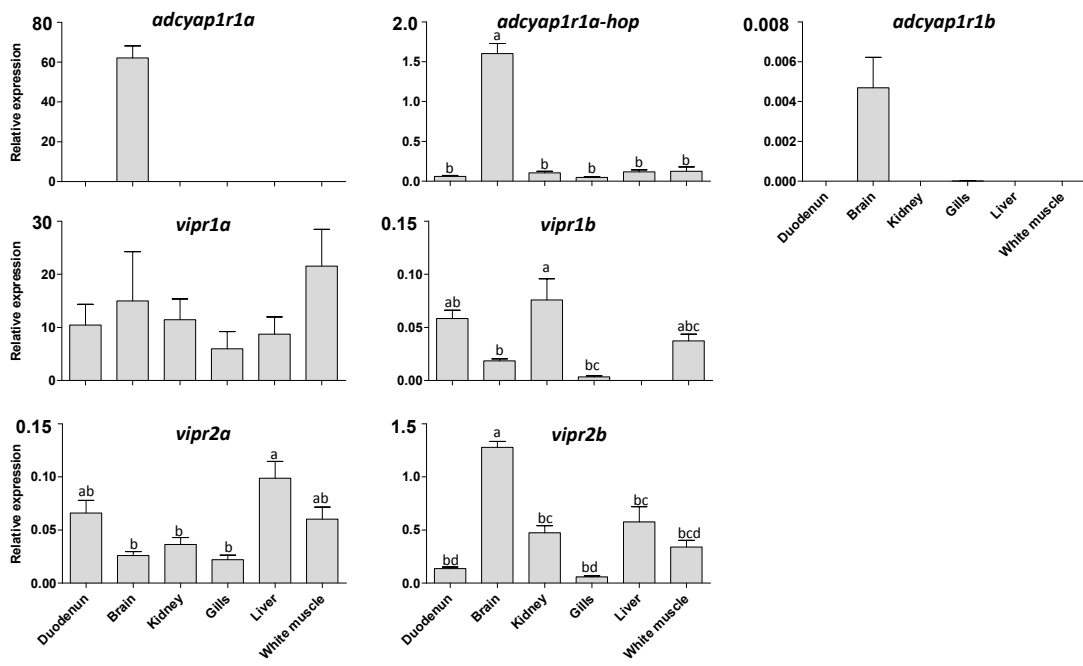 adcyap1r1a
80
60
40
20
0
Relative expression
adcyap1r1a-hop
2.0
1.5
1.0
0.5
0.0
b
a
b
b
b
b
adcyap1r1b
0.008
0.006
0.004
0.002
0.000
Duodenun
Brain
Kidney
Gills
Liver
White muscle
vipr1a
30
20
10
0
Relative expression
vipr1b
0.15
0.10
0.05
0.00
ab
b
a
bc
abc
vipr2a
0.15
0.10
0.05
0.00
Relative expression
ab
b
b
b
a
ab
Duodenun
Brain
Kidney
Gills
Liver
White muscle
vipr2b
1.5
1.0
0.5
0.0
bd
a
bc
bd
bc
bcd
Duodenun
Brain
Kidney
Gills
Liver
White muscle